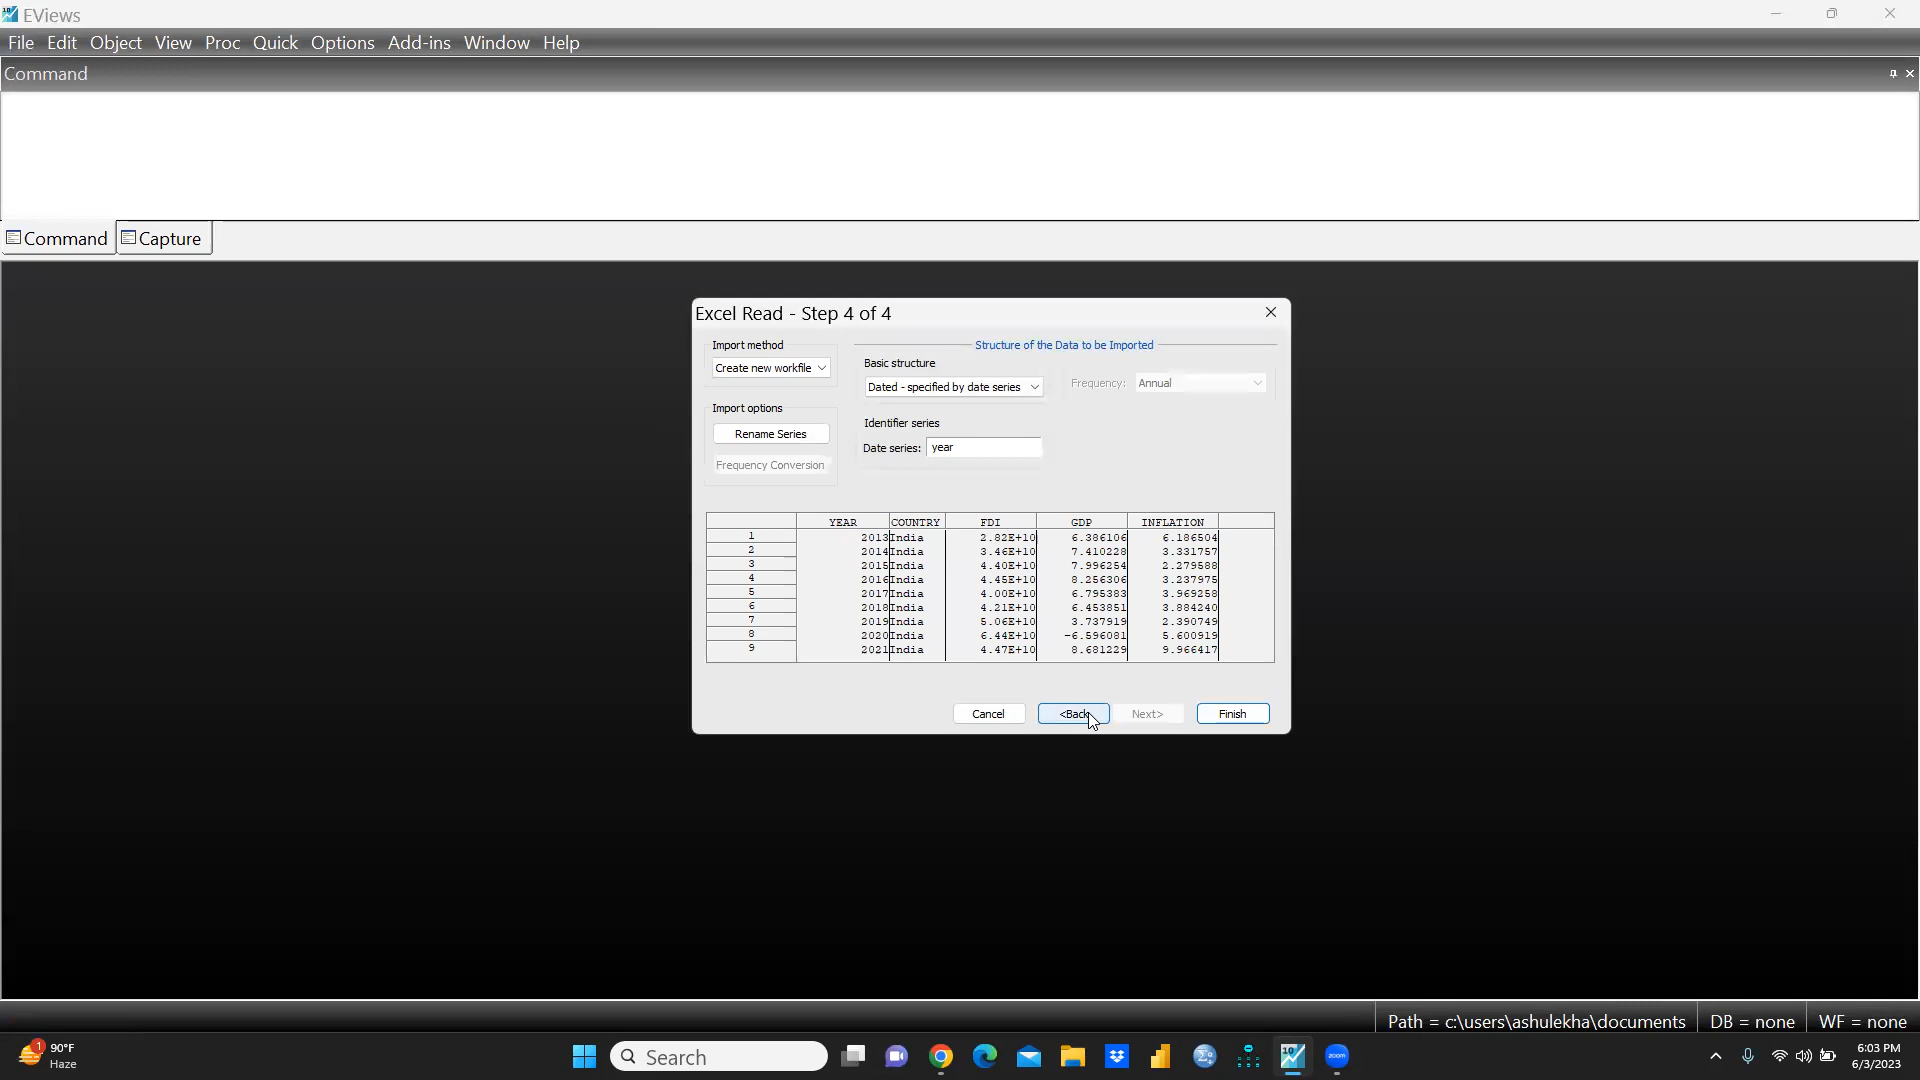 EViews
File Edit Object View Proc Quick Options Add-ins Window Help
Command
Command Capture
Excel Read - Step 4 of 4
Import method
Create new workfile
Import options
Rename Series
Frequency Conversion
Structure of the Data to be Imported
Basic structure
Dated - specified by date series
Frequency: Annual
Identifier series
Date series: year
YEAR COUNTRY FDI GDP INFLATION
1 2013 India 2.82E+10 6.386106 6.186504
2 2014 India 3.46E+10 7.410228 3.331757
3 2015 India 4.40E+10 7.996254 2.279588
4 2016 India 4.45E+10 8.256306 3.237975
5 2017 India 4.00E+10 6.795383 3.969258
6 2018 India 4.21E+10 6.453851 3.884240
7 2019 India 5.06E+10 3.737919 2.390749
8 2020 India 6.44E+10 -6.596081 5.600919
9 2021 India 4.47E+10 8.681229 9.966417
Cancel <Back Next> Finish
Path = c:\users\ashulekha\documents DB = none WF = none
1 90°F
Haze
Search
10
zoom
6:03 PM
6/3/2023